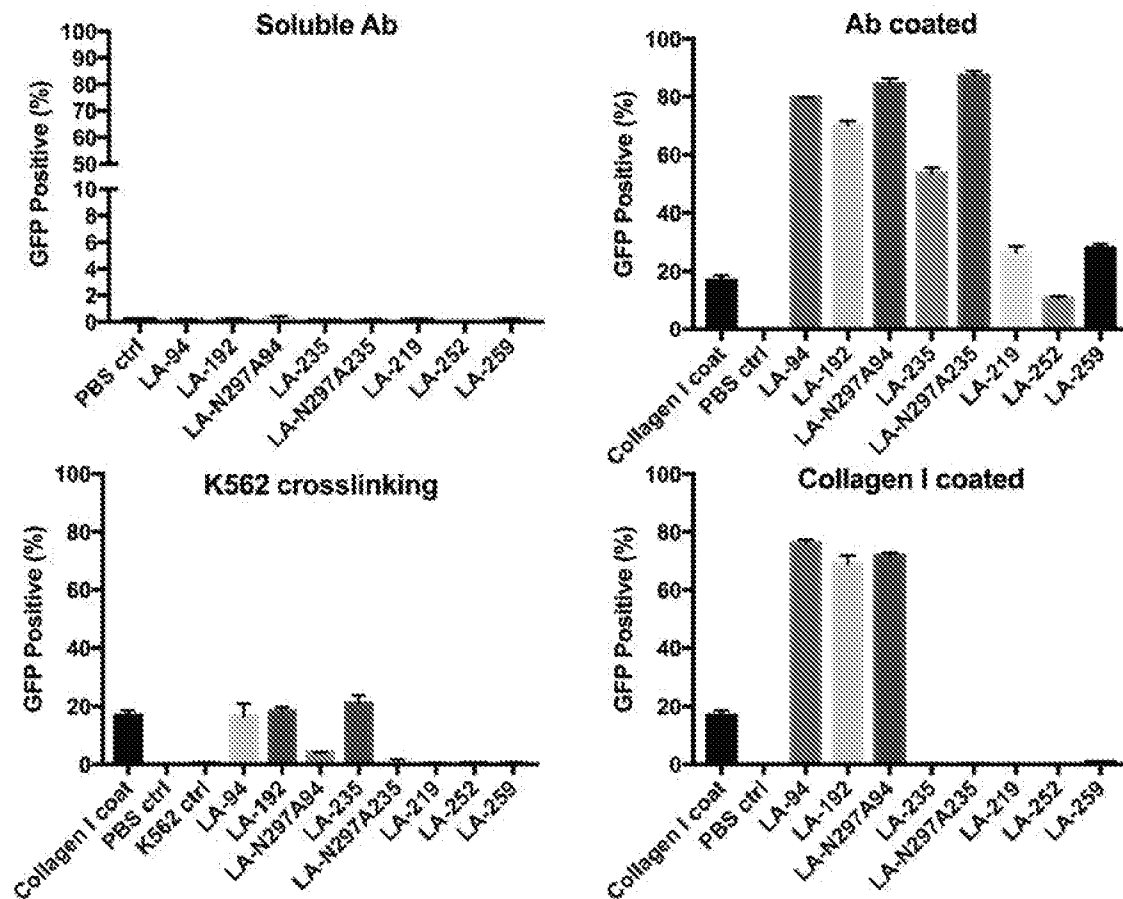 Soluble Ab
GFP Positive (%)
100
90
80
70
60
50
10
8
6
4
2
0
PBS ctrl
LA-94
LA-192
LA-N297A94
LA-235
LA-N297A235
LA-219
LA-252
LA-259
Ab coated
GFP Positive (%)
100
80
60
40
20
0
Collagen I coat
PBS ctrl
LA-94
LA-192
LA-N297A94
LA-235
LA-N297A235
LA-219
LA-252
LA-259
K562 crosslinking
GFP Positive (%)
100
80
60
40
20
0
Collagen I coat
PBS ctrl
K562 ctrl
LA-94
LA-192
LA-N297A94
LA-235
LA-N297A235
LA-219
LA-252
LA-259
Collagen I coated
GFP Positive (%)
100
80
60
40
20
0
Collagen I coat
PBS ctrl
LA-94
LA-192
LA-N297A94
LA-235
LA-N297A235
LA-219
LA-252
LA-259